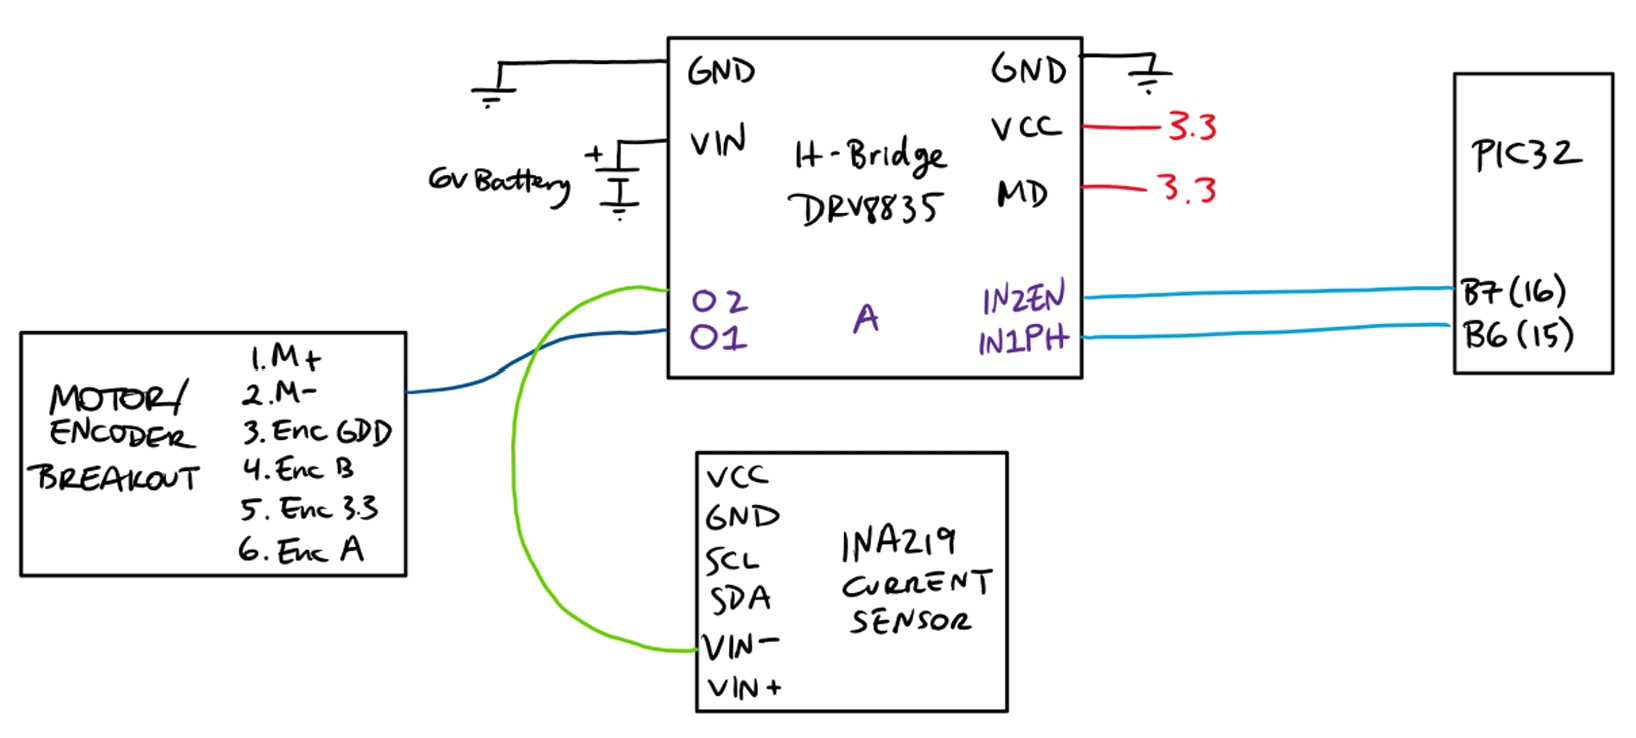 GND
VIN
6V Battery
+
H-Bridge
DRV8835
GND
VCC
3.3
MD
3.3
O2
O1
A
IN2EN
IN1PH
PIC32
B7 (16)
B6 (15)
MOTOR/
ENCODER
BREAKOUT
1. M+
2. M-
3. Enc GDD
4. Enc B
5. Enc 3.3
6. Enc A
VCC
GND
SCL
SDA
VIN-
VIN+
INA219
CURRENT
SENSOR